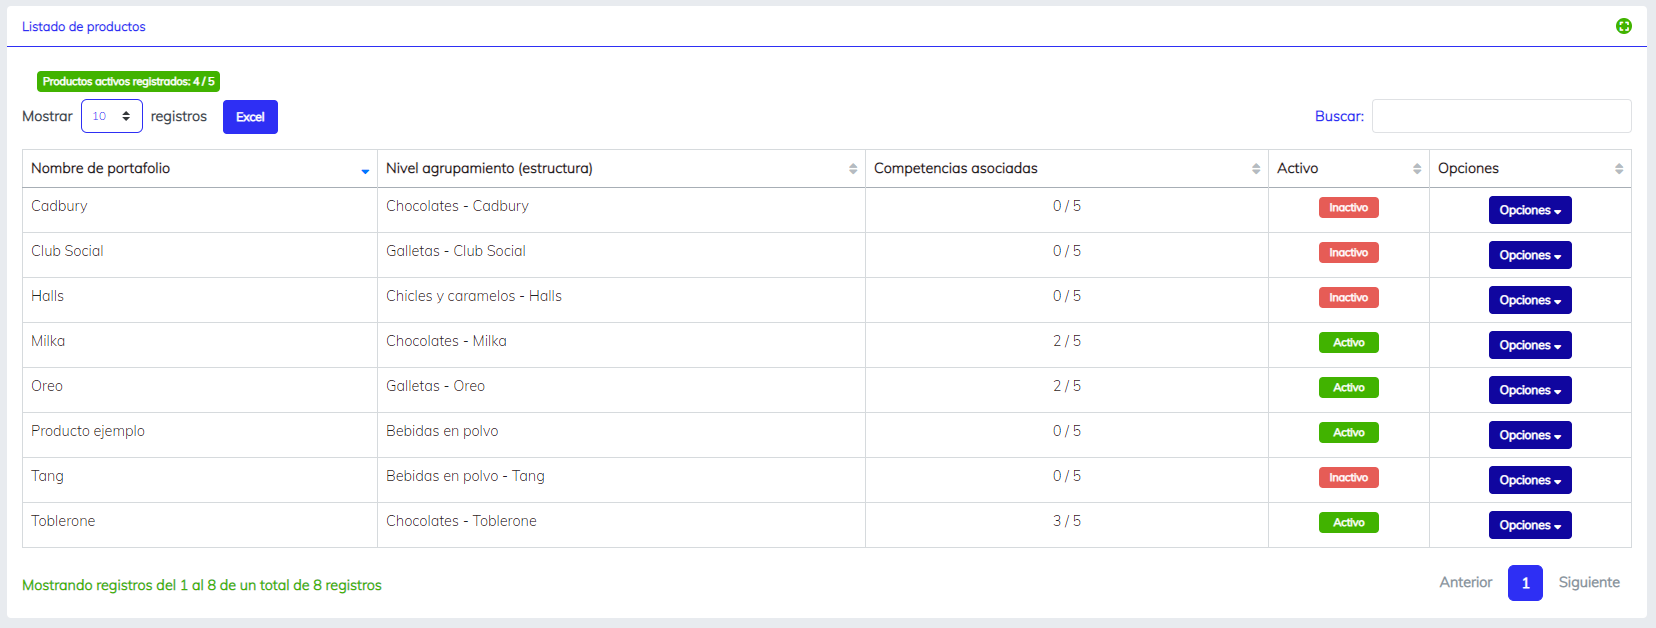 Listado de productos
Productos activos registrados: 4 / 5
Mostrar 10 registros Excel Buscar:
Nombre de portafolio Nivel agrupamiento (estructura) Competencias asociadas Activo Opciones
Cadbury Chocolates - Cadbury 0 / 5 Inactivo Opciones
Club Social Galletas - Club Social 0 / 5 Inactivo Opciones
Halls Chicles y caramelos - Halls 0 / 5 Inactivo Opciones
Milka Chocolates - Milka 2 / 5 Activo Opciones
Oreo Galletas - Oreo 2 / 5 Activo Opciones
Producto ejemplo Bebidas en polvo 0 / 5 Activo Opciones
Tang Bebidas en polvo - Tang 0 / 5 Inactivo Opciones
Toblerone Chocolates - Toblerone 3 / 5 Activo Opciones
Mostrando registros del 1 al 8 de un total de 8 registros Anterior 1 Siguiente